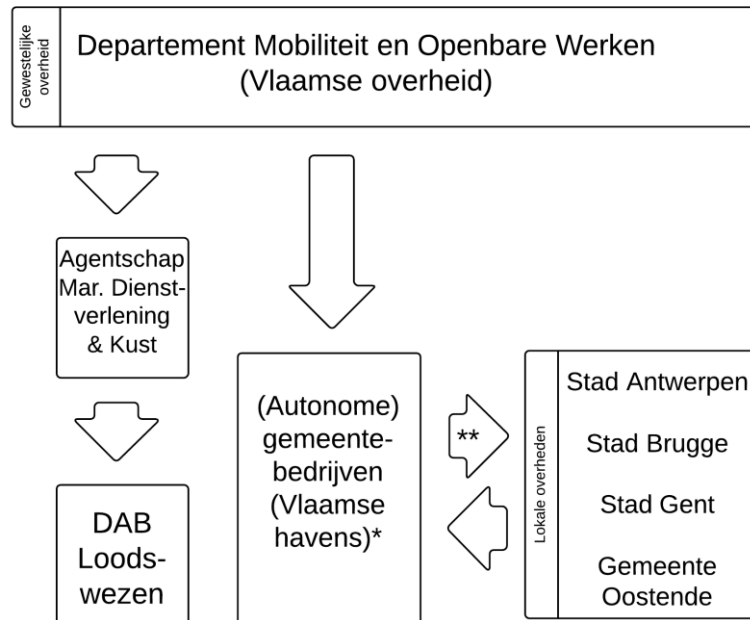 Gewestelijke
overheid
Departement Mobiliteit en Openbare Werken
(Vlaamse overheid)
Agentschap
Mar. Dienst-
verlening
& Kust
DAB
Loods-
wezen
(Autonome)
gemeente-
bedrijven
(Vlaamse
havens)*
**
Lokale overheden
Stad Antwerpen
Stad Brugge
Stad Gent
Gemeente
Oostende